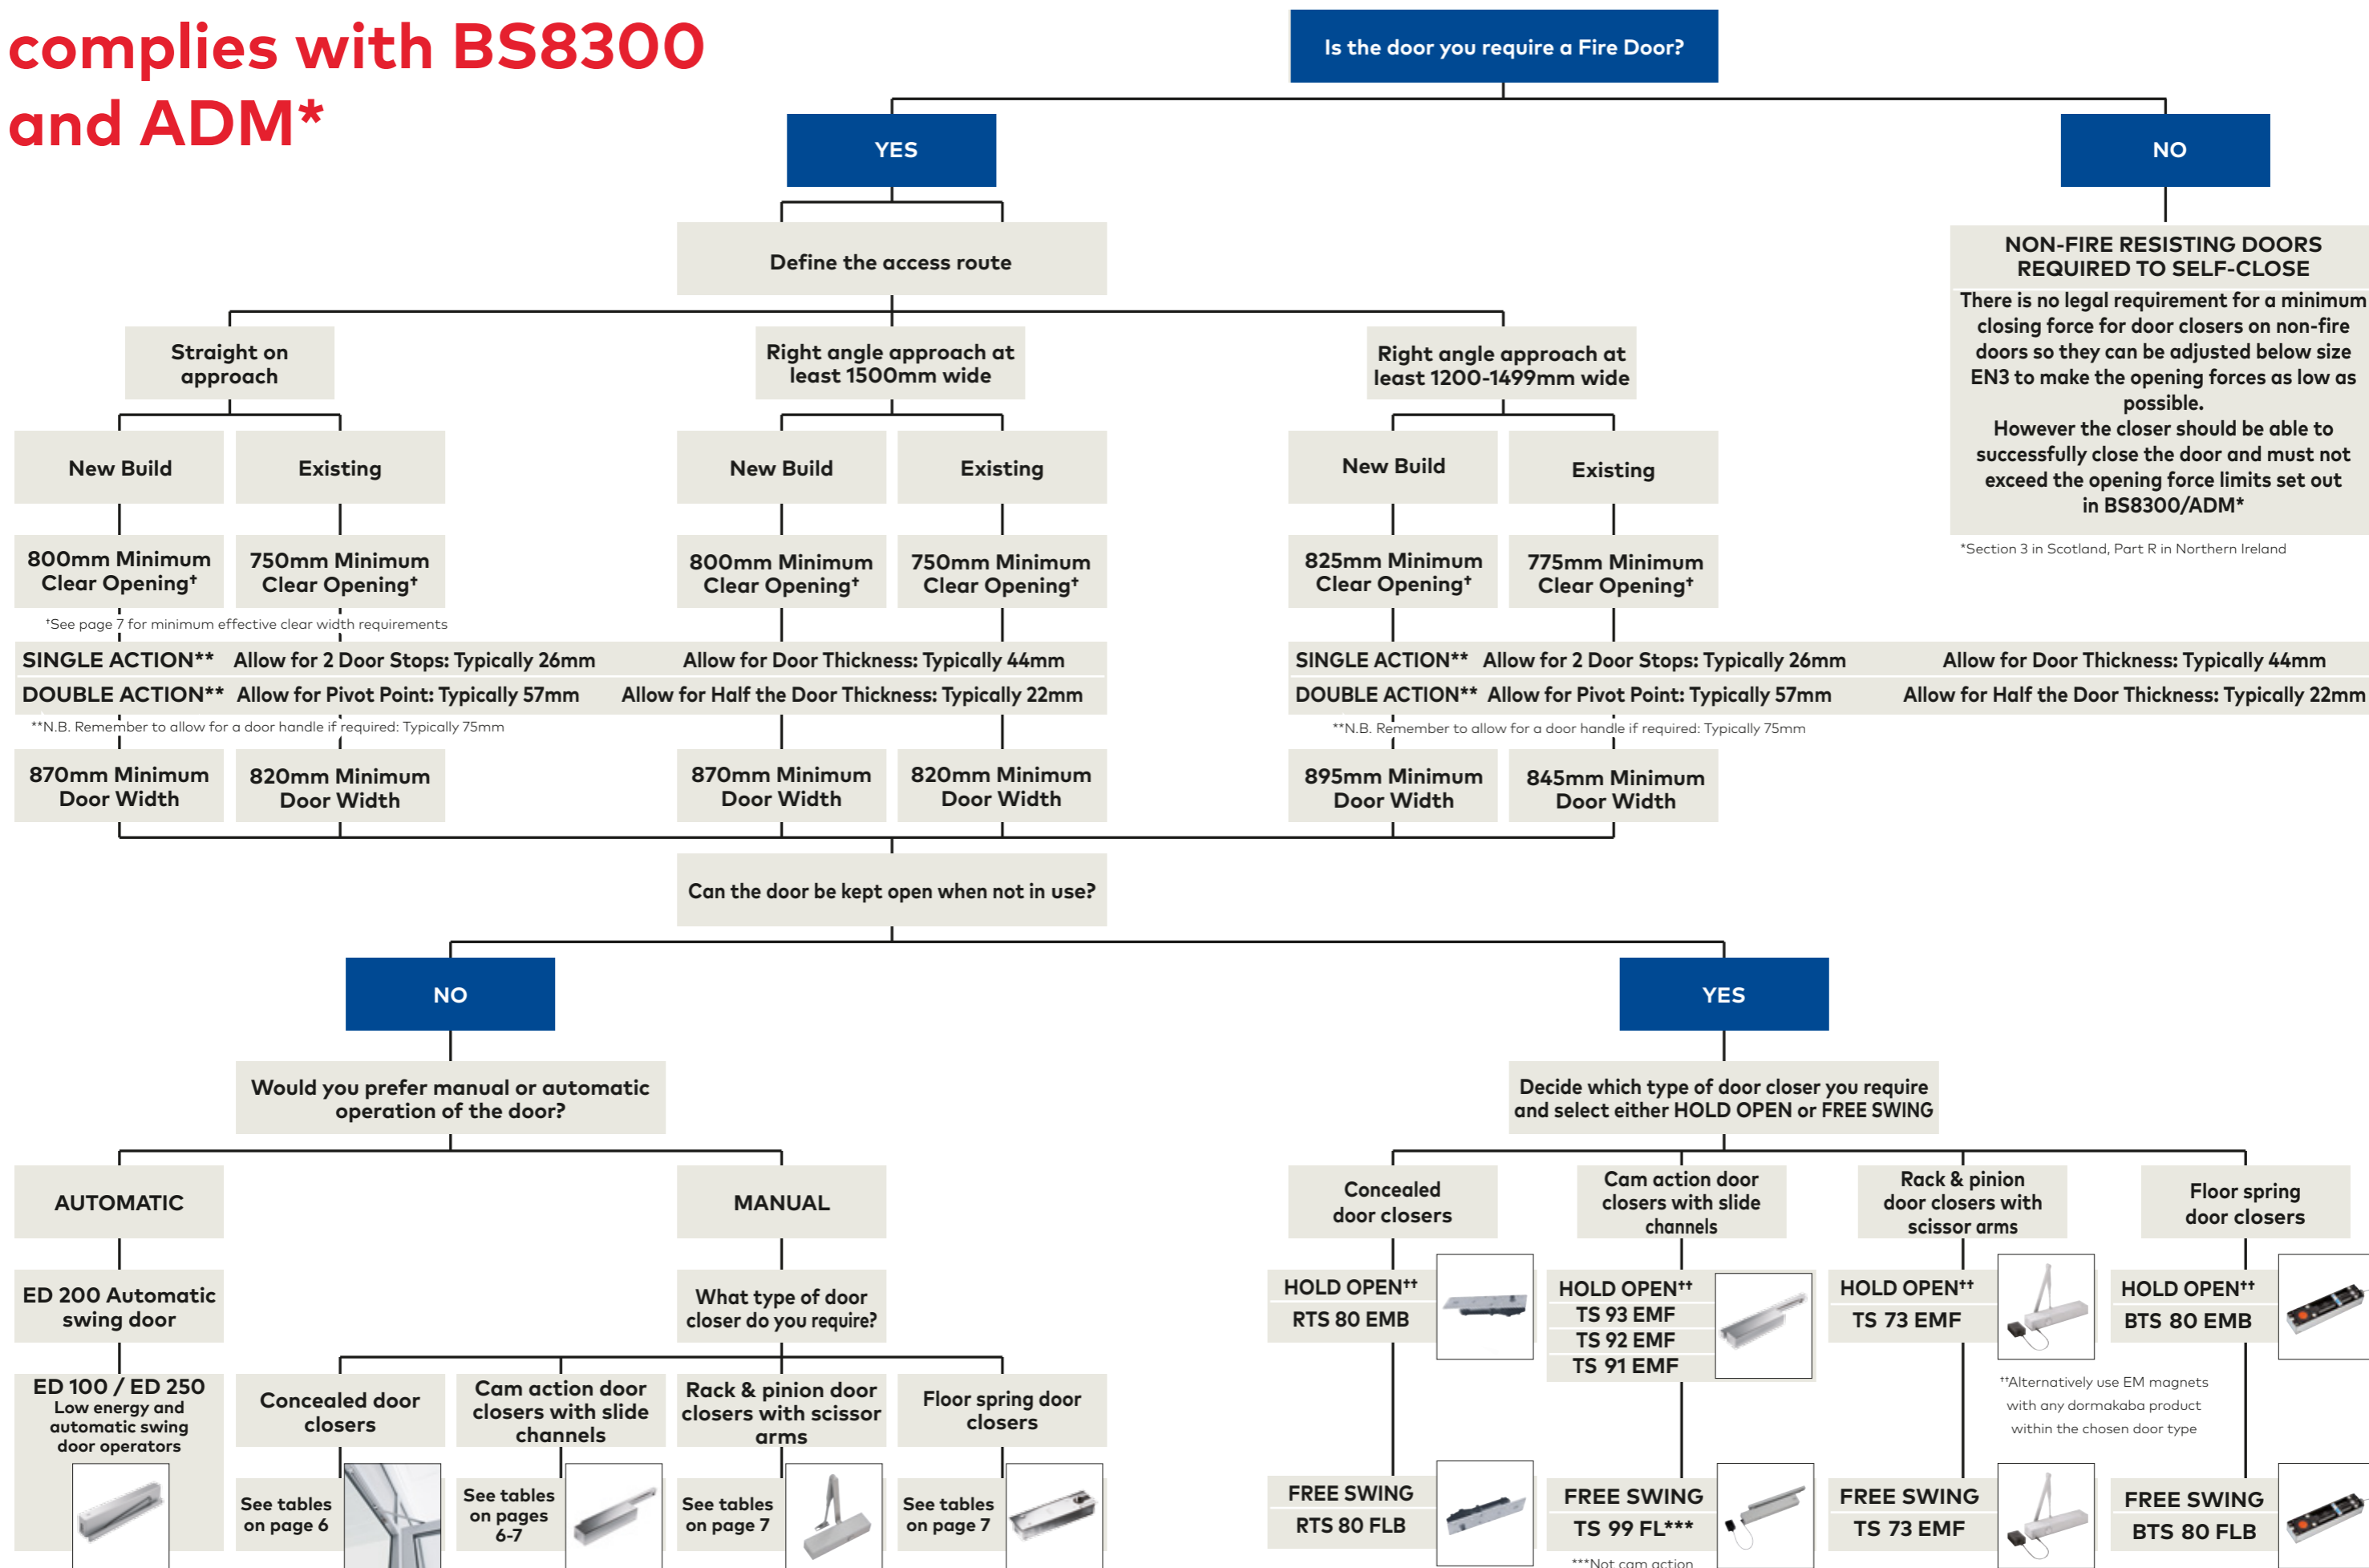 complies with BS8300
and ADM*
Is the door you require a Fire Door?
YES
NO
Define the access route
NON-FIRE RESISTING DOORS
REQUIRED TO SELF-CLOSE
There is no legal requirement for a minimum
closing force for door closers on non-fire
doors so they can be adjusted below size
EN3 to make the opening forces as low as
possible.
However the closer should be able to
successfully close the door and must not
exceed the opening force limits set out
in BS8300/ADM*
*Section 3 in Scotland, Part R in Northern Ireland
Straight on
approach
Right angle approach at
least 1500mm wide
Right angle approach at
least 1200-1499mm wide
New Build
Existing
New Build
Existing
New Build
Existing
800mm Minimum
Clear Opening†
750mm Minimum
Clear Opening†
800mm Minimum
Clear Opening†
750mm Minimum
Clear Opening†
825mm Minimum
Clear Opening†
775mm Minimum
Clear Opening†
†See page 7 for minimum effective clear width requirements
SINGLE ACTION** Allow for 2 Door Stops: Typically 26mm Allow for Door Thickness: Typically 44mm
DOUBLE ACTION** Allow for Pivot Point: Typically 57mm Allow for Half the Door Thickness: Typically 22mm
**N.B. Remember to allow for a door handle if required: Typically 75mm
SINGLE ACTION** Allow for 2 Door Stops: Typically 26mm Allow for Door Thickness: Typically 44mm
DOUBLE ACTION** Allow for Pivot Point: Typically 57mm Allow for Half the Door Thickness: Typically 22mm
**N.B. Remember to allow for a door handle if required: Typically 75mm
870mm Minimum
Door Width
820mm Minimum
Door Width
870mm Minimum
Door Width
820mm Minimum
Door Width
895mm Minimum
Door Width
845mm Minimum
Door Width
Can the door be kept open when not in use?
NO
YES
Would you prefer manual or automatic
operation of the door?
Decide which type of door closer you require
and select either HOLD OPEN or FREE SWING
AUTOMATIC
MANUAL
ED 200 Automatic
swing door
What type of door
closer do you require?
ED 100 / ED 250
Low energy and
automatic swing
door operators
Concealed door
closers
Cam action door
closers with slide
channels
Rack & pinion door
closers with scissor
arms
Floor spring door
closers
See tables
on page 6
See tables
on pages
6-7
See tables
on page 7
See tables
on page 7
Concealed
door closers
Cam action door
closers with slide
channels
Rack & pinion
door closers with
scissor arms
Floor spring
door closers
HOLD OPEN††
RTS 80 EMB
HOLD OPEN††
TS 93 EMF
TS 92 EMF
TS 91 EMF
HOLD OPEN††
TS 73 EMF
HOLD OPEN††
BTS 80 EMB
††Alternatively use EM magnets
with any dormakaba product
within the chosen door type
FREE SWING
RTS 80 FLB
FREE SWING
TS 99 FL***
***Not cam action
FREE SWING
TS 73 EMF
FREE SWING
BTS 80 FLB